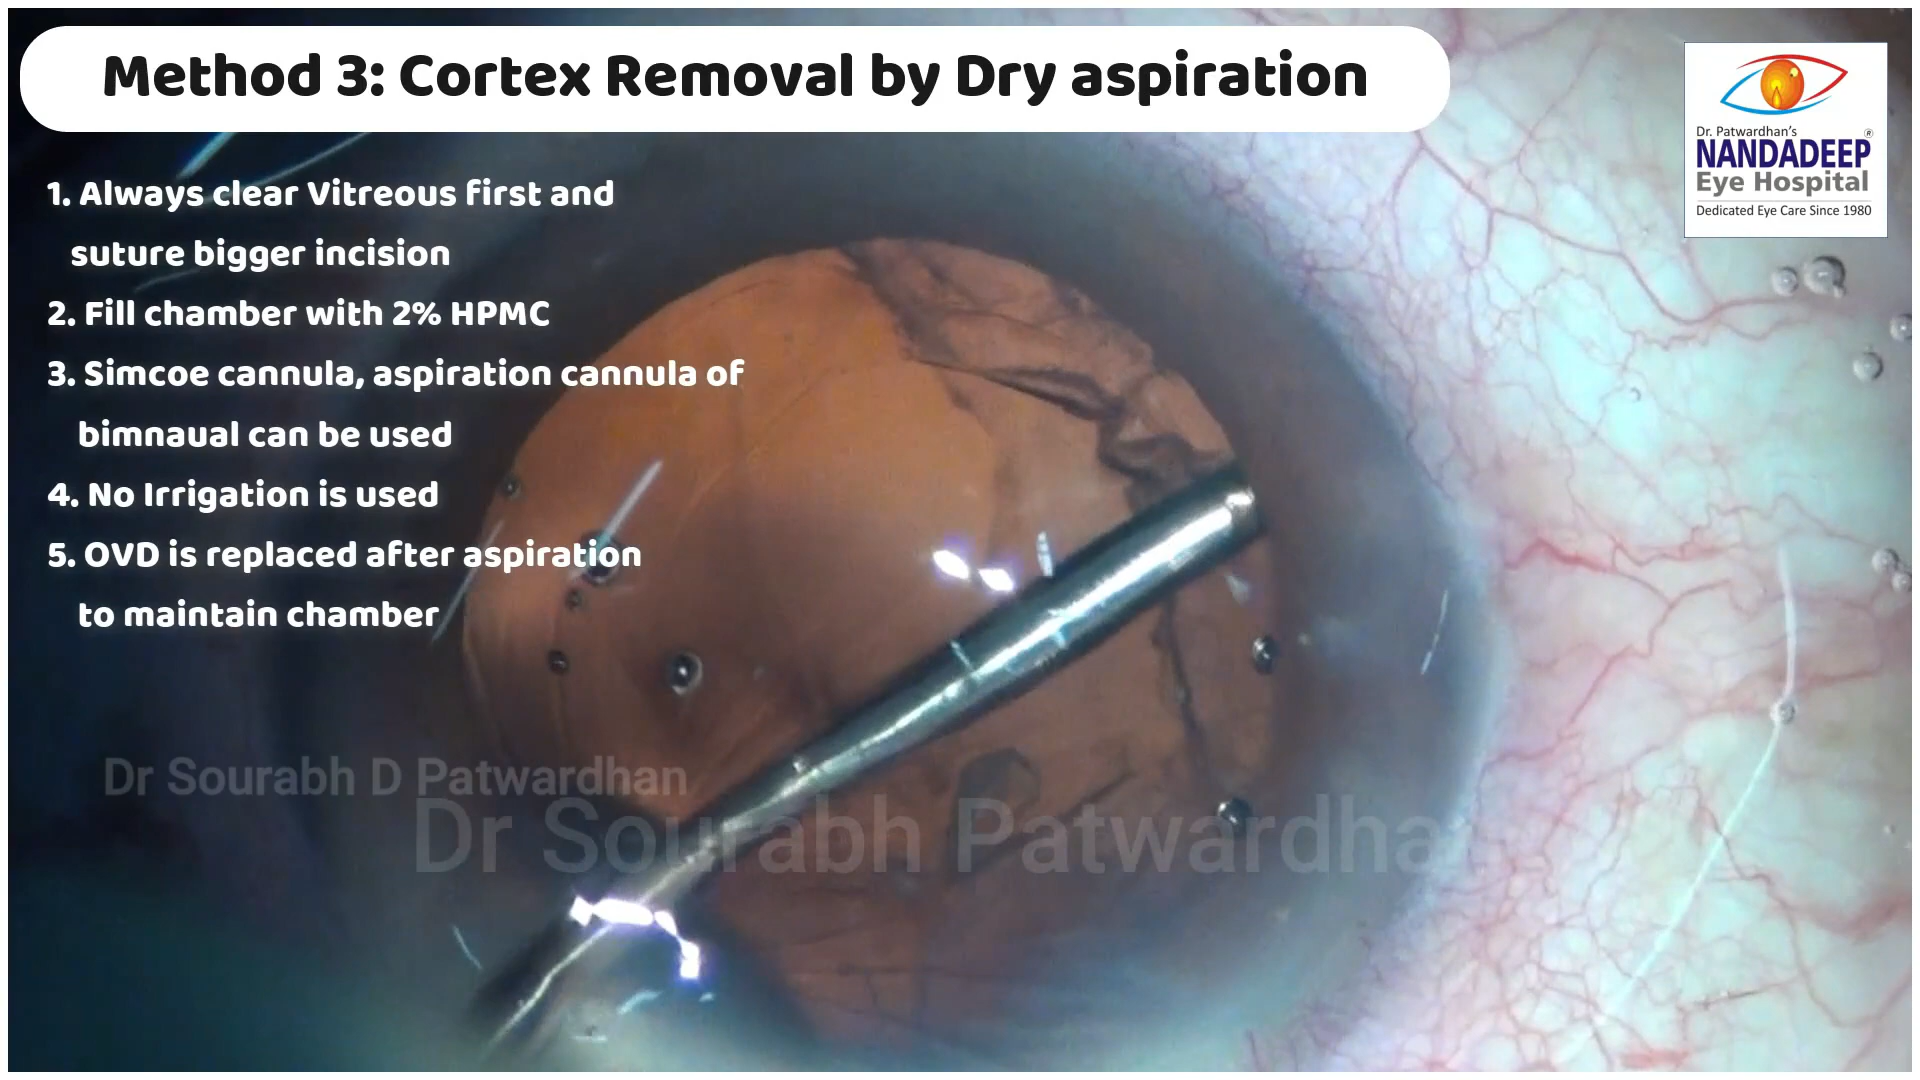 Method 3: Cortex Removal by Dry aspiration
Dr. Patwardhan's
NANDADEEP®
Eye Hospital
Dedicated Eye Care Since 1980
1. Always clear Vitreous first and
suture bigger incision
2. Fill chamber with 2% HPMC
3. Simcoe cannula, aspiration cannula of
bimnaual can be used
4. No Irrigation is used
5. OVD is replaced after aspiration
to maintain chamber
Dr Sourabh D Patwardhan
Dr Sourabh Patwardhan